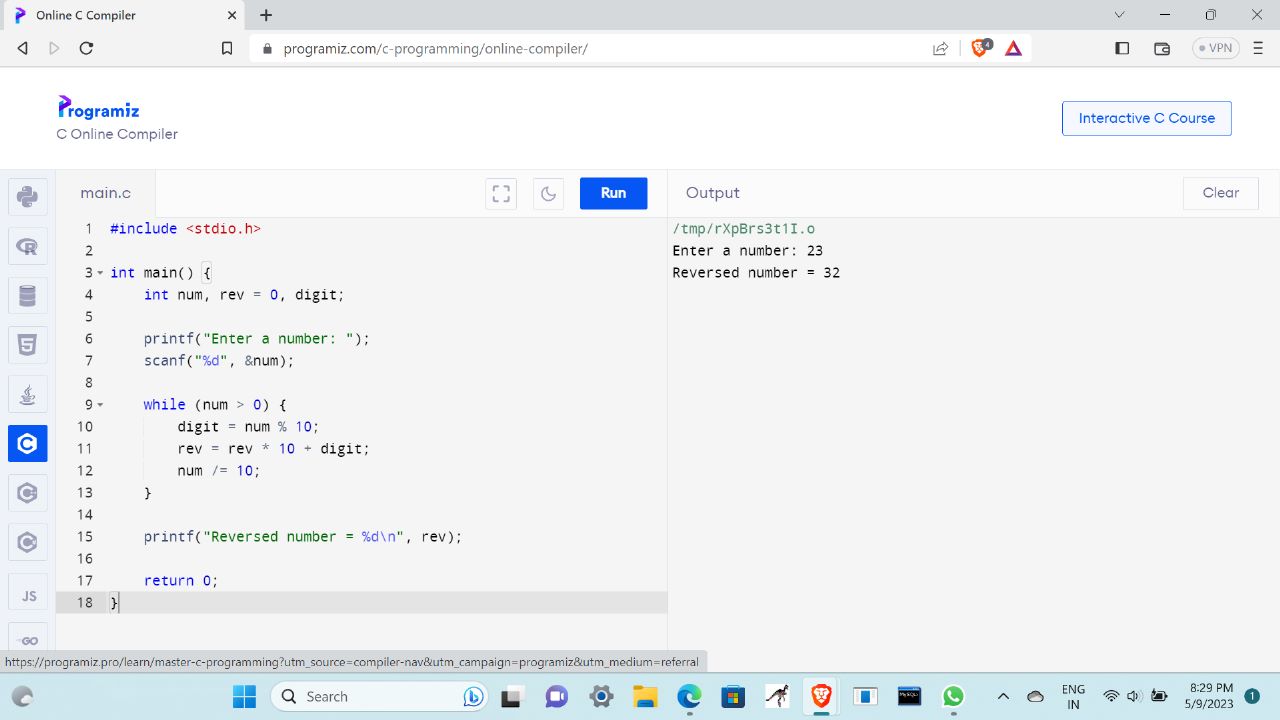 Online C Compiler
programiz.com/c-programming/online-compiler/
4
VPN
Programiz
C Online Compiler
Interactive C Course
main.c
Run
Output
Clear
1 #include <stdio.h>
2
3 int main() {
4     int num, rev = 0, digit;
5
6     printf("Enter a number: ");
7     scanf("%d", &num);
8
9     while (num > 0) {
10         digit = num % 10;
11         rev = rev * 10 + digit;
12         num /= 10;
13     }
14
15     printf("Reversed number = %d\n", rev);
16
17     return 0;
18 }
/tmp/rXpBrs3t1I.o
Enter a number: 23
Reversed number = 32
JS
GO
https://programiz.pro/learn/master-c-programming?utm_source=compiler-nav&utm_campaign=programiz&utm_medium=referral
Search
MySQL
ENG
IN
8:29 PM
5/9/2023
1